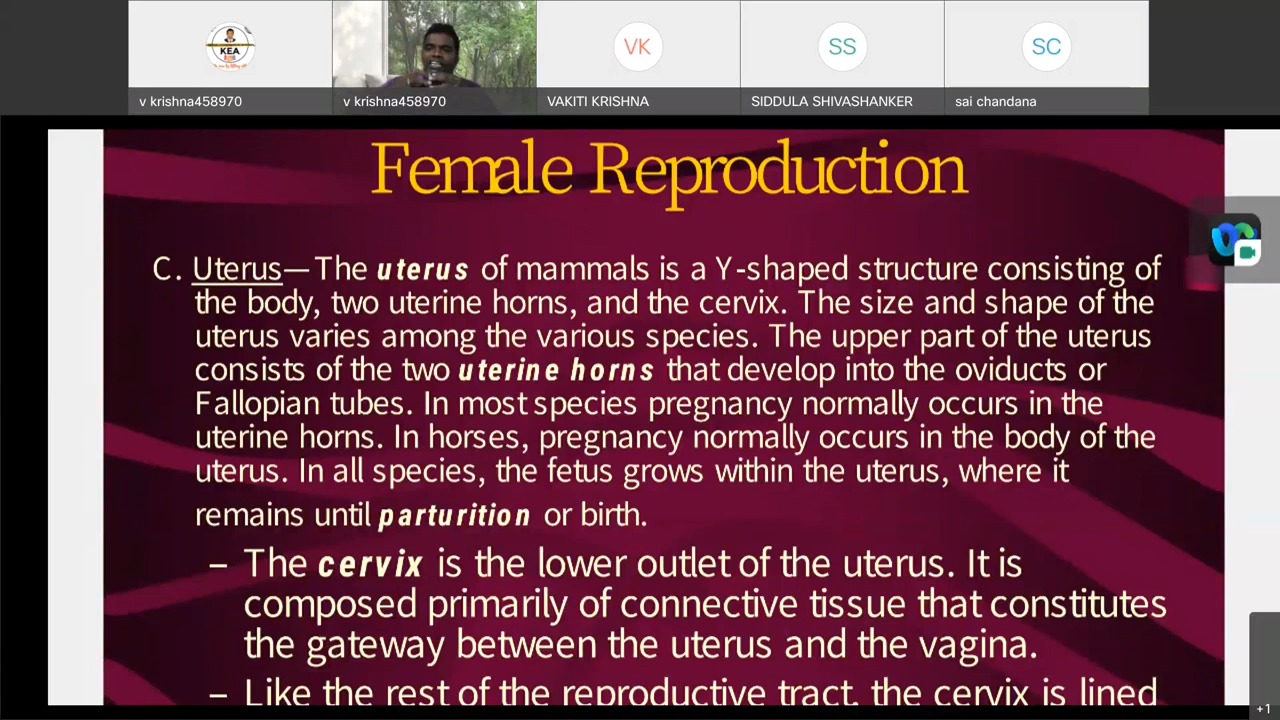 KEA
VK
SS
SC
v krishna458970
v krishna458970
VAKITI KRISHNA
SIDDULA SHIVASHANKER
sai chandana
Female Reproduction
C. Uterus—The uterus of mammals is a Y-shaped structure consisting of
the body, two uterine horns, and the cervix. The size and shape of the
uterus varies among the various species. The upper part of the uterus
consists of the two uterine horns that develop into the oviducts or
Fallopian tubes. In most species pregnancy normally occurs in the
uterine horns. In horses, pregnancy normally occurs in the body of the
uterus. In all species, the fetus grows within the uterus, where it
remains until parturition or birth.
– The cervix is the lower outlet of the uterus. It is
composed primarily of connective tissue that constitutes
the gateway between the uterus and the vagina.
– Like the rest of the reproductive tract, the cervix is lined
+1